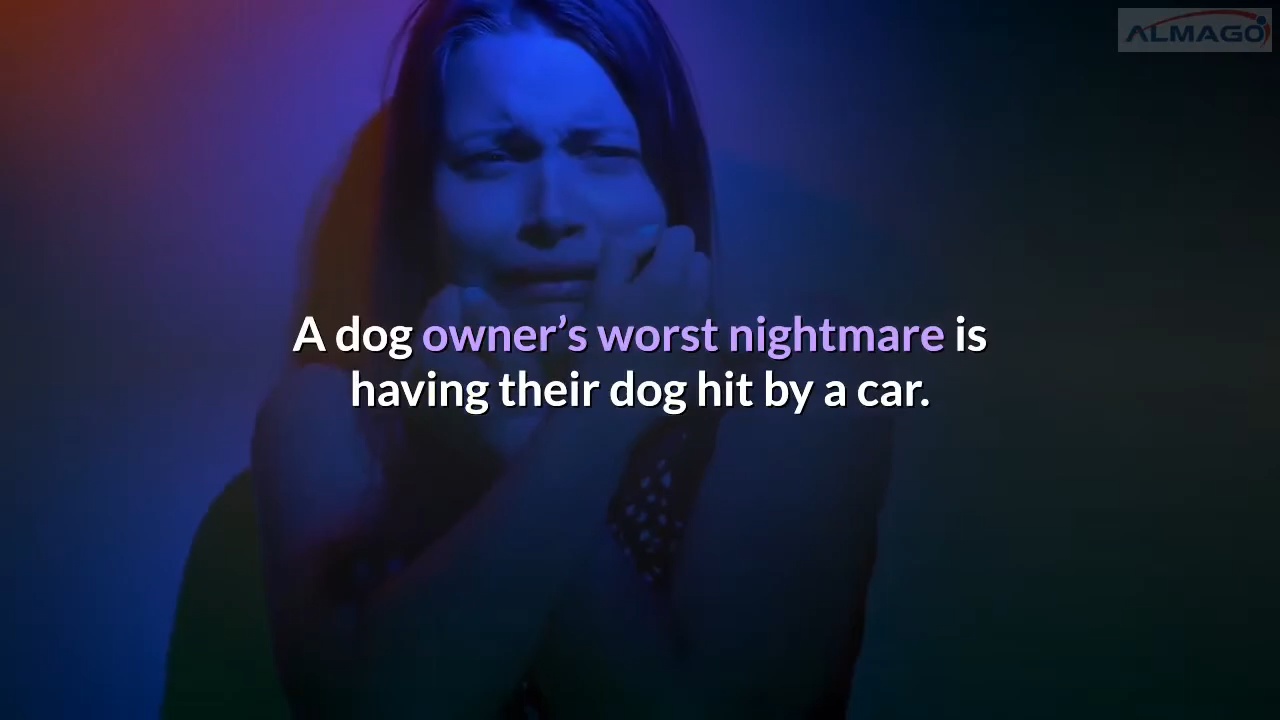 ALMAGO
A dog owner’s worst nightmare is
having their dog hit by a car.